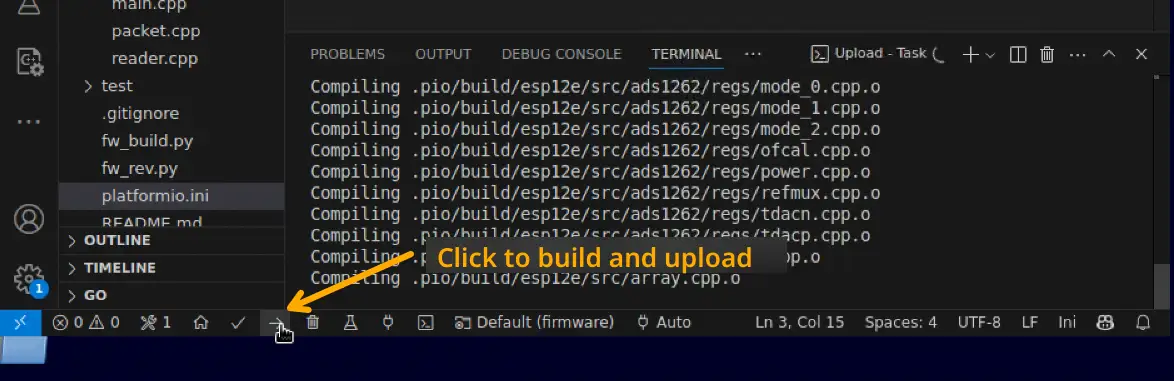 main.cpp
packet.cpp
reader.cpp
test
.gitignore
fw_build.py
fw_rev.py
platformio.ini
README.md
OUTLINE
TIMELINE
GO
1
PROBLEMS OUTPUT DEBUG CONSOLE TERMINAL ··· Upload - Task
Compiling .pio/build/esp12e/src/ads1262/regs/mode_0.cpp.o
Compiling .pio/build/esp12e/src/ads1262/regs/mode_1.cpp.o
Compiling .pio/build/esp12e/src/ads1262/regs/mode_2.cpp.o
Compiling .pio/build/esp12e/src/ads1262/regs/ofcal.cpp.o
Compiling .pio/build/esp12e/src/ads1262/regs/power.cpp.o
Compiling .pio/build/esp12e/src/ads1262/regs/refmux.cpp.o
Compiling .pio/build/esp12e/src/ads1262/regs/tdacn.cpp.o
Compiling .pio/build/esp12e/src/ads1262/regs/tdacp.cpp.o
Compiling pp.o
Click to build and upload
Compiling .pio/build/esp12e/src/array.cpp.o
0 0 1 Default (firmware) Auto Ln 3, Col 15 Spaces: 4 UTF-8 LF Ini